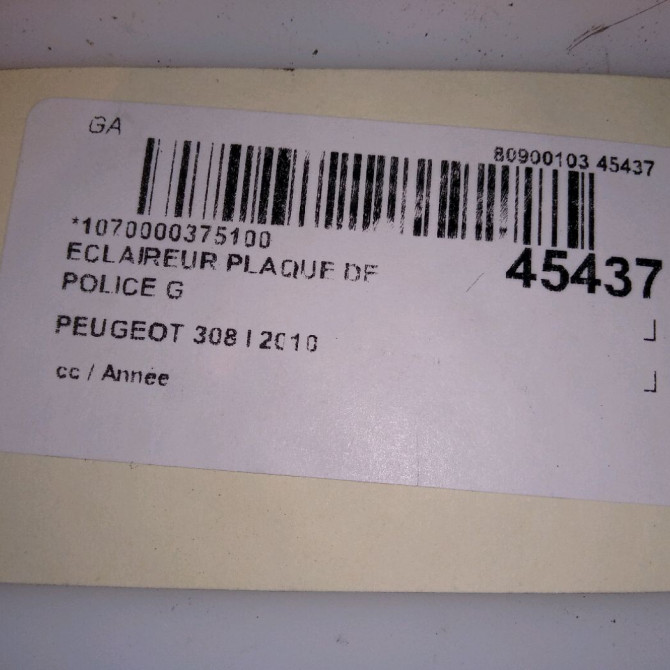 GA
80900103 45437
*1070000375100
ECLAIREUR PLAQUE DE
45437
POLICE G
PEUGEOT 308 I 2010
cc / Année